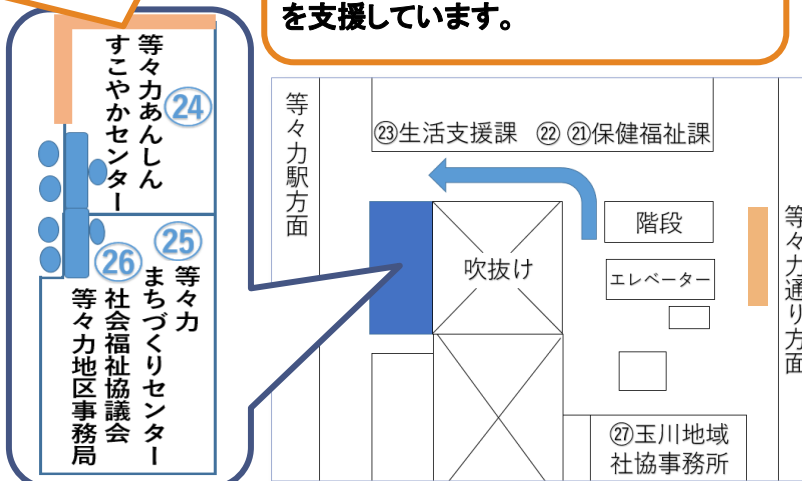 を支援しています。
㉔
等々力あんしん
すこやかセンター
㉕
等々力
まちづくりセンター
㉖
社会福祉協議会
等々力地区事務局
等々力駅方面
㉓生活支援課 ㉒ ㉑保健福祉課
階段
吹抜け
エレベーター
等々力通り方面
㉗玉川地域
社協事務所